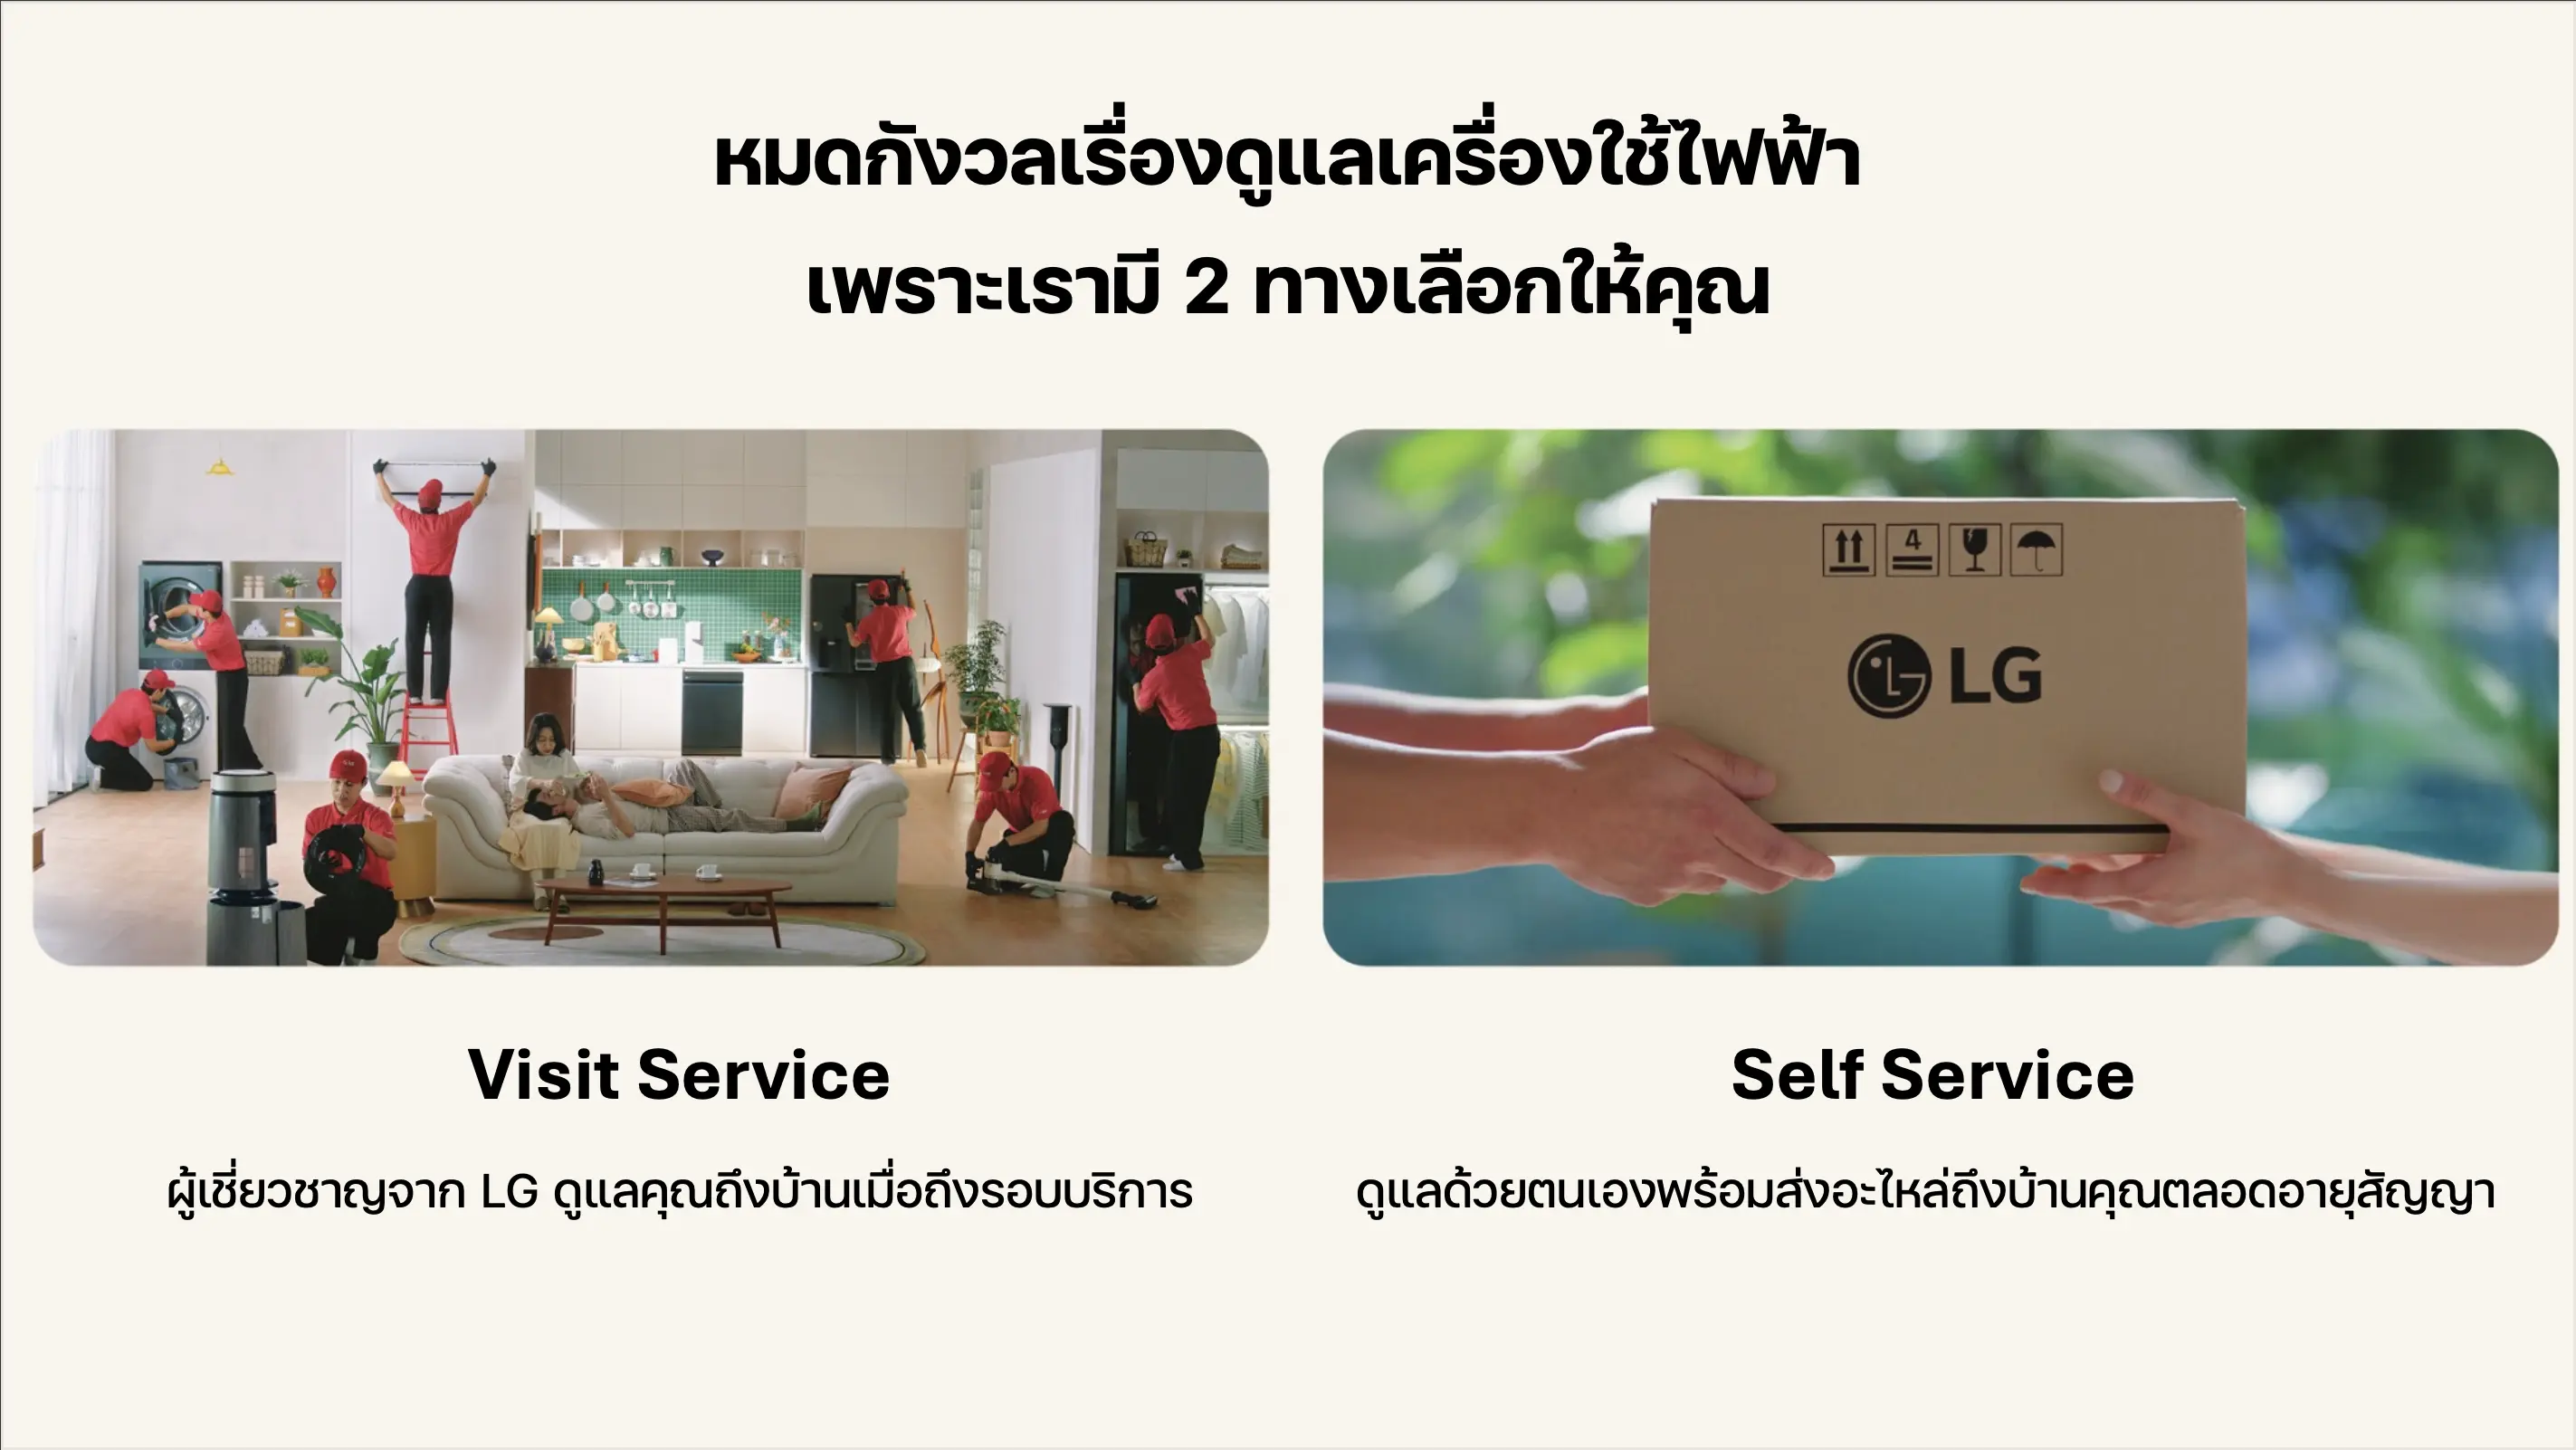 หมดกังวลเรื่องดูแลเครื่องใช้ไฟฟ้า
เพราะเรามี 2 ทางเลือกให้คุณ
4
LG
Visit Service
Self Service
ผู้เชี่ยวชาญจาก LG ดูแลคุณถึงบ้านเมื่อถึงรอบบริการ
ดูแลด้วยตนเองพร้อมส่งอะไหล่ถึงบ้านคุณตลอดอายุสัญญา